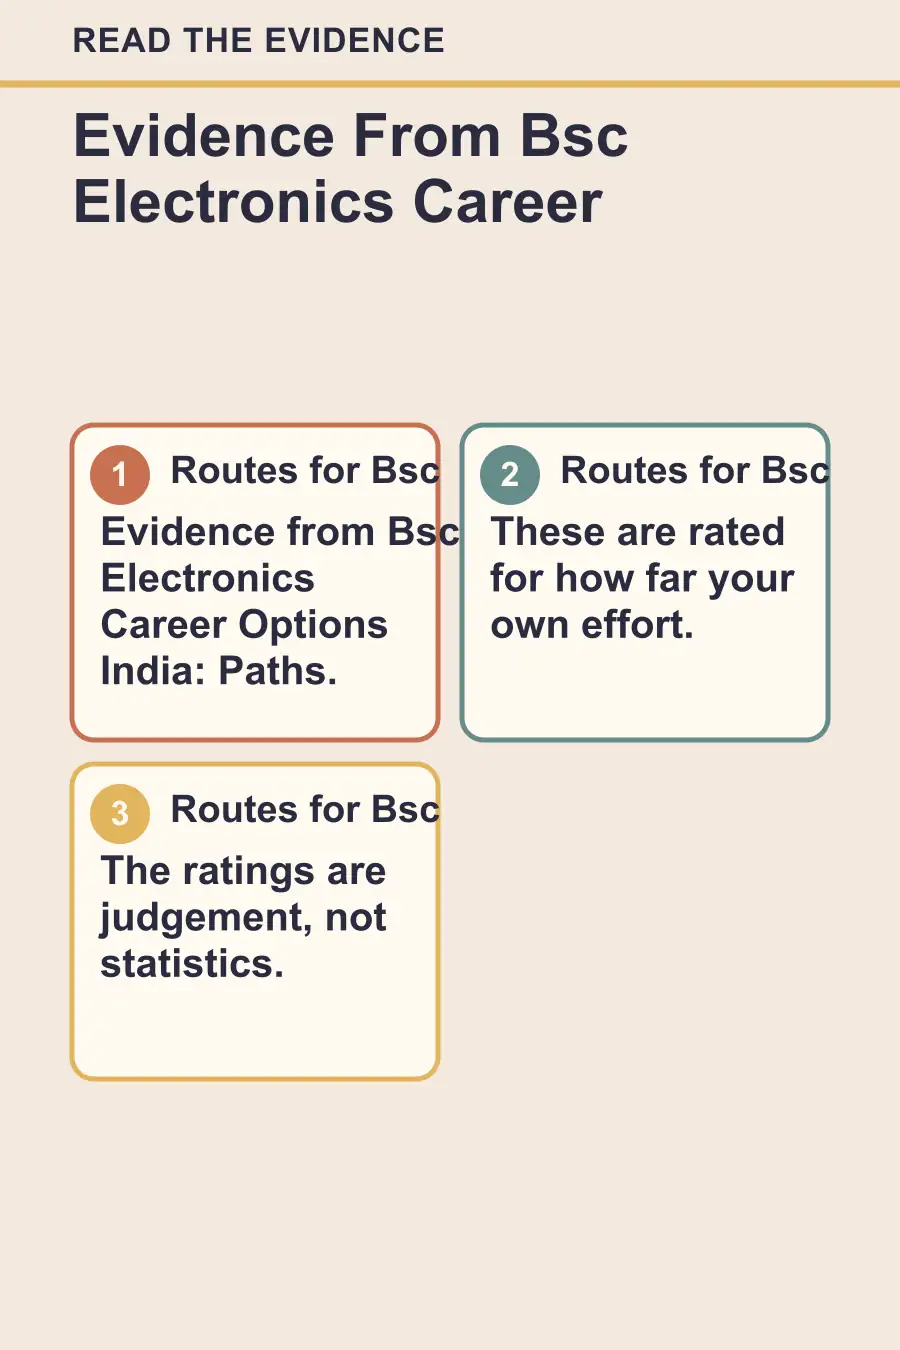 READ THE EVIDENCE
Evidence From Bsc
Electronics Career
1
Routes for Bsc
Evidence from Bsc
Electronics
Career Options
India: Paths.
2
Routes for Bsc
These are rated
for how far your
own effort.
3
Routes for Bsc
The ratings are
judgement, not
statistics.